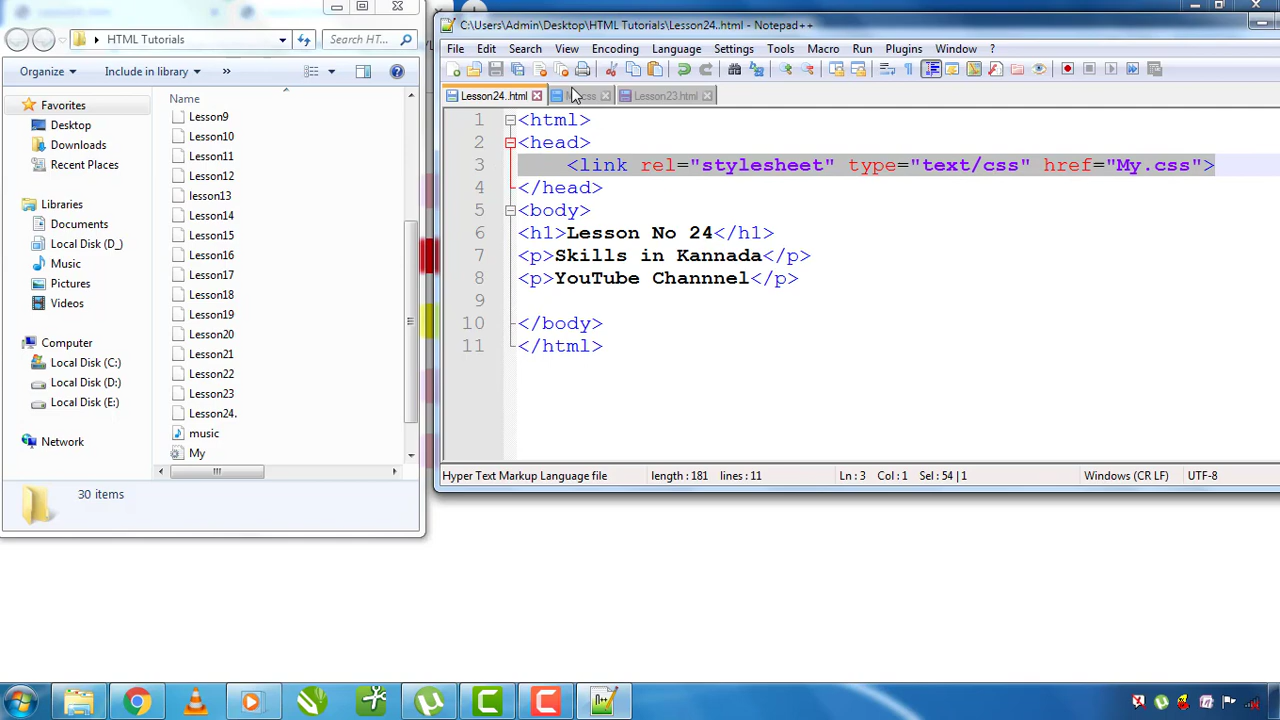 HTML Tutorials
Search HT...
Organize
Include in library
»
Name
Favorites
Desktop
Downloads
Recent Places
Libraries
Documents
Local Disk (D_)
Music
Pictures
Videos
Computer
Local Disk (C:)
Local Disk (D:)
Local Disk (E:)
Network
Lesson9
Lesson10
Lesson11
Lesson12
lesson13
Lesson14
Lesson15
Lesson16
Lesson17
Lesson18
Lesson19
Lesson20
Lesson21
Lesson22
Lesson23
Lesson24.
music
My
30 items
C:\Users\Admin\Desktop\HTML Tutorials\Lesson24..html - Notepad++
File Edit Search View Encoding Language Settings Tools Macro Run Plugins Window ?
Lesson24..html Lesson23.html
1 <html>
2 <head>
3 <link rel="stylesheet" type="text/css" href="My.css">
4 </head>
5 <body>
6 <h1>Lesson No 24</h1>
7 <p>Skills in Kannada</p>
8 <p>YouTube Channnel</p>
9
10 </body>
11 </html>
Hyper Text Markup Language file length : 181 lines : 11 Ln : 3 Col : 1 Sel : 54 | 1 Windows (CR LF) UTF-8